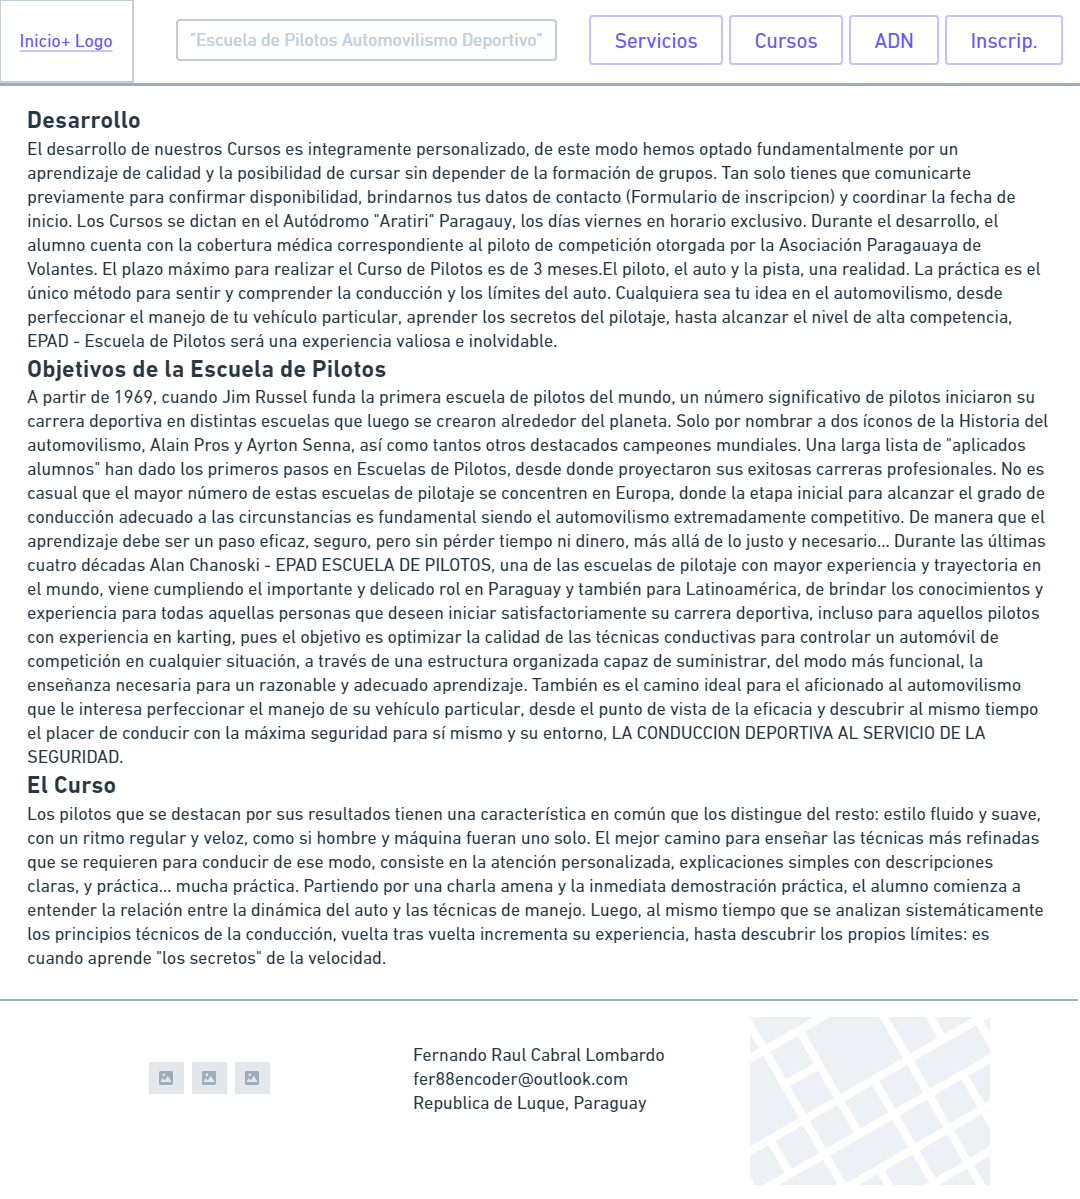 Inicio+ Logo
"Escuela de Pilotos Automovilismo Deportivo"
Servicios
Cursos
ADN
Inscrip.
Desarrollo
El desarrollo de nuestros Cursos es integramente personalizado, de este modo hemos optado fundamentalmente por un
aprendizaje de calidad y la posibilidad de cursar sin depender de la formación de grupos. Tan solo tienes que comunicarte
previamente para confirmar disponibilidad, brindarnos tus datos de contacto (Formulario de inscripcion) y coordinar la fecha de
inicio. Los Cursos se dictan en el Autódromo "Aratiri" Paragauy, los días viernes en horario exclusivo. Durante el desarrollo, el
alumno cuenta con la cobertura médica correspondiente al piloto de competición otorgada por la Asociación Paragauaya de
Volantes. El plazo máximo para realizar el Curso de Pilotos es de 3 meses.El piloto, el auto y la pista, una realidad. La práctica es el
único método para sentir y comprender la conducción y los límites del auto. Cualquiera sea tu idea en el automovilismo, desde
perfeccionar el manejo de tu vehículo particular, aprender los secretos del pilotaje, hasta alcanzar el nivel de alta competencia,
EPAD - Escuela de Pilotos será una experiencia valiosa e inolvidable.
Objetivos de la Escuela de Pilotos
A partir de 1969, cuando Jim Russel funda la primera escuela de pilotos del mundo, un número significativo de pilotos iniciaron su
carrera deportiva en distintas escuelas que luego se crearon alrededor del planeta. Solo por nombrar a dos íconos de la Historia del
automovilismo, Alain Pros y Ayrton Senna, así como tantos otros destacados campeones mundiales. Una larga lista de "aplicados
alumnos" han dado los primeros pasos en Escuelas de Pilotos, desde donde proyectaron sus exitosas carreras profesionales. No es
casual que el mayor número de estas escuelas de pilotaje se concentren en Europa, donde la etapa inicial para alcanzar el grado de
conducción adecuado a las circunstancias es fundamental siendo el automovilismo extremadamente competitivo. De manera que el
aprendizaje debe ser un paso eficaz, seguro, pero sin pérder tiempo ni dinero, más allá de lo justo y necesario... Durante las últimas
cuatro décadas Alan Chanoski - EPAD ESCUELA DE PILOTOS, una de las escuelas de pilotaje con mayor experiencia y trayectoria en
el mundo, viene cumpliendo el importante y delicado rol en Paraguay y también para Latinoamérica, de brindar los conocimientos y
experiencia para todas aquellas personas que deseen iniciar satisfactoriamente su carrera deportiva, incluso para aquellos pilotos
con experiencia en karting, pues el objetivo es optimizar la calidad de las técnicas conductivas para controlar un automóvil de
competición en cualquier situación, a través de una estructura organizada capaz de suministrar, del modo más funcional, la
enseñanza necesaria para un razonable y adecuado aprendizaje. También es el camino ideal para el aficionado al automovilismo
que le interesa perfeccionar el manejo de su vehículo particular, desde el punto de vista de la eficacia y descubrir al mismo tiempo
el placer de conducir con la máxima seguridad para sí mismo y su entorno, LA CONDUCCION DEPORTIVA AL SERVICIO DE LA
SEGURIDAD.
El Curso
Los pilotos que se destacan por sus resultados tienen una característica en común que los distingue del resto: estilo fluido y suave,
con un ritmo regular y veloz, como si hombre y máquina fueran uno solo. El mejor camino para enseñar las técnicas más refinadas
que se requieren para conducir de ese modo, consiste en la atención personalizada, explicaciones simples con descripciones
claras, y práctica... mucha práctica. Partiendo por una charla amena y la inmediata demostración práctica, el alumno comienza a
entender la relación entre la dinámica del auto y las técnicas de manejo. Luego, al mismo tiempo que se analizan sistemáticamente
los principios técnicos de la conducción, vuelta tras vuelta incrementa su experiencia, hasta descubrir los propios límites: es
cuando aprende "los secretos" de la velocidad.
Fernando Raul Cabral Lombardo
fer88encoder@outlook.com
Republica de Luque, Paraguay